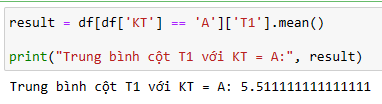 result = df[df['KT'] == 'A']['T1'].mean()
print("Trung bình cột T1 với KT = A:", result)
Trung bình cột T1 với KT = A: 5.511111111111111